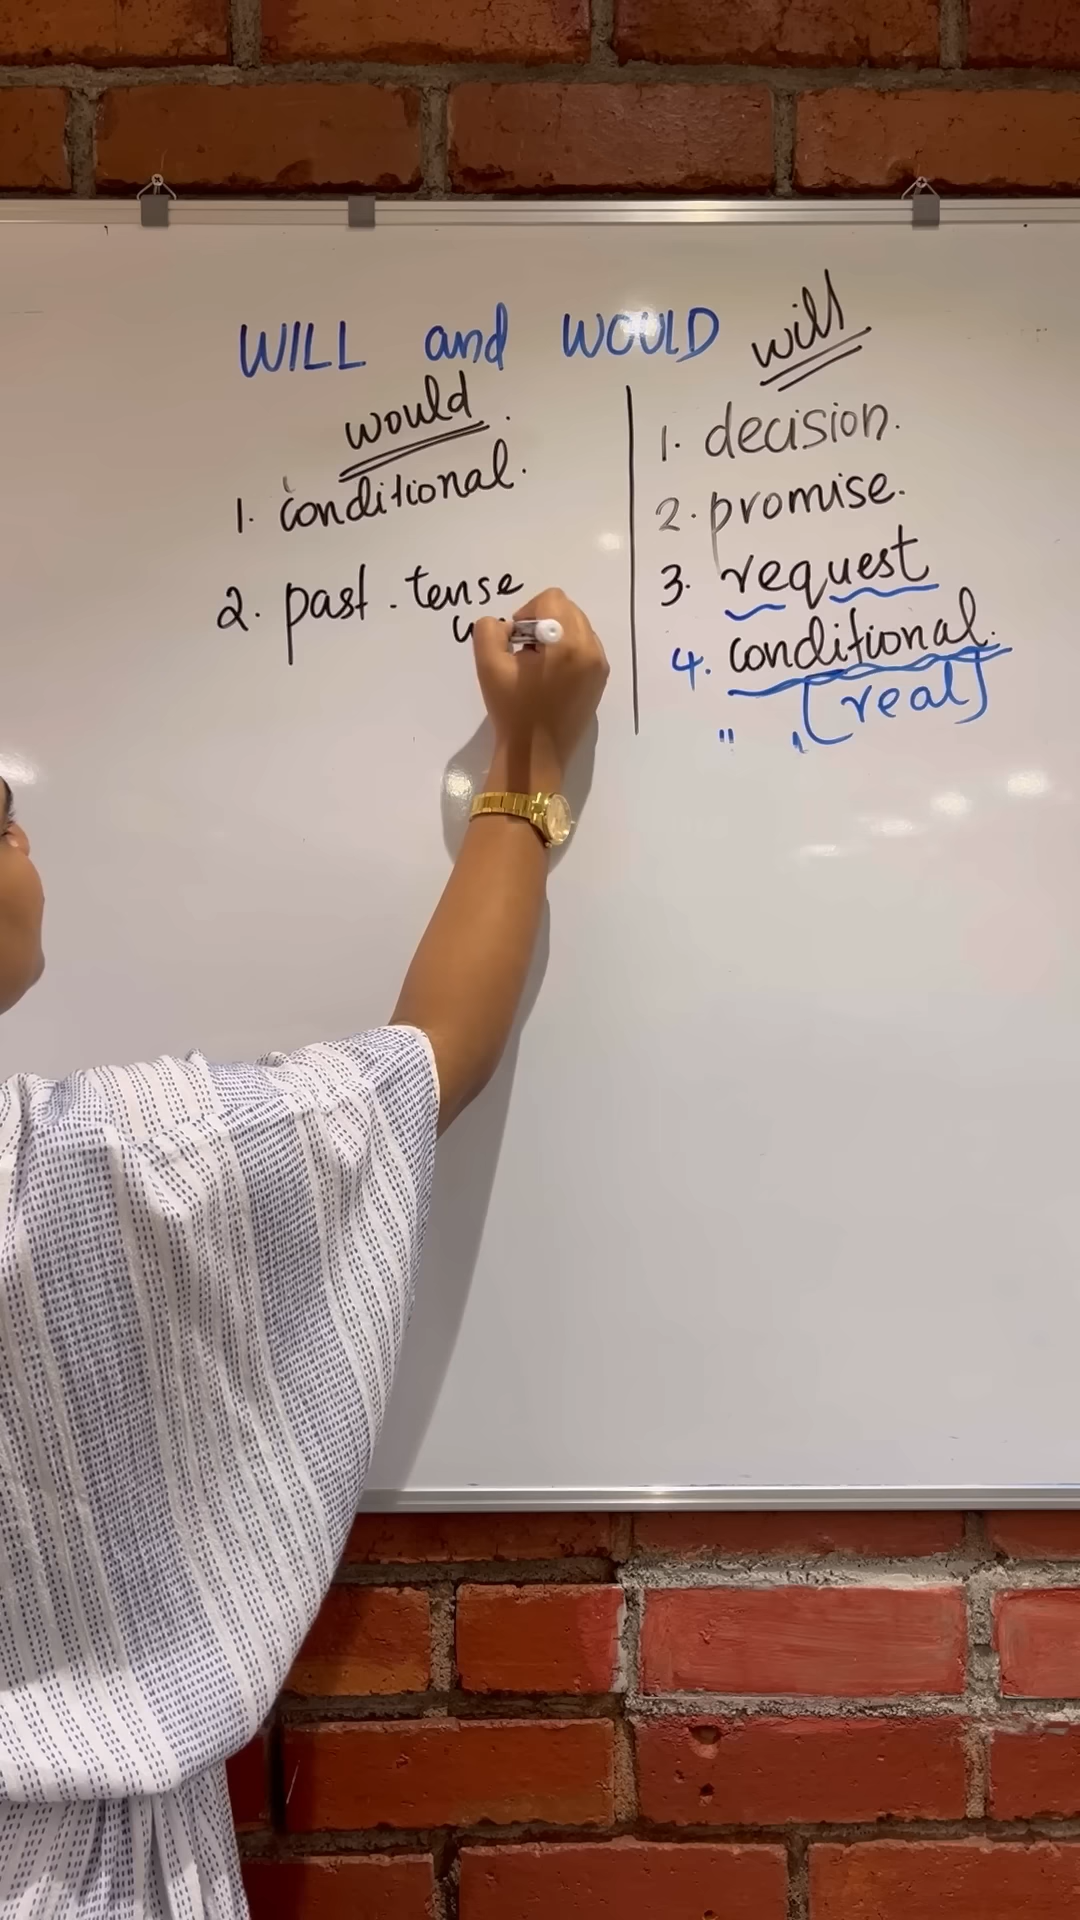 WILL and WOULD
would
1. conditional.
2. past. tense
will
1. decision.
2. promise.
3. request
4. conditional.
" , [real]